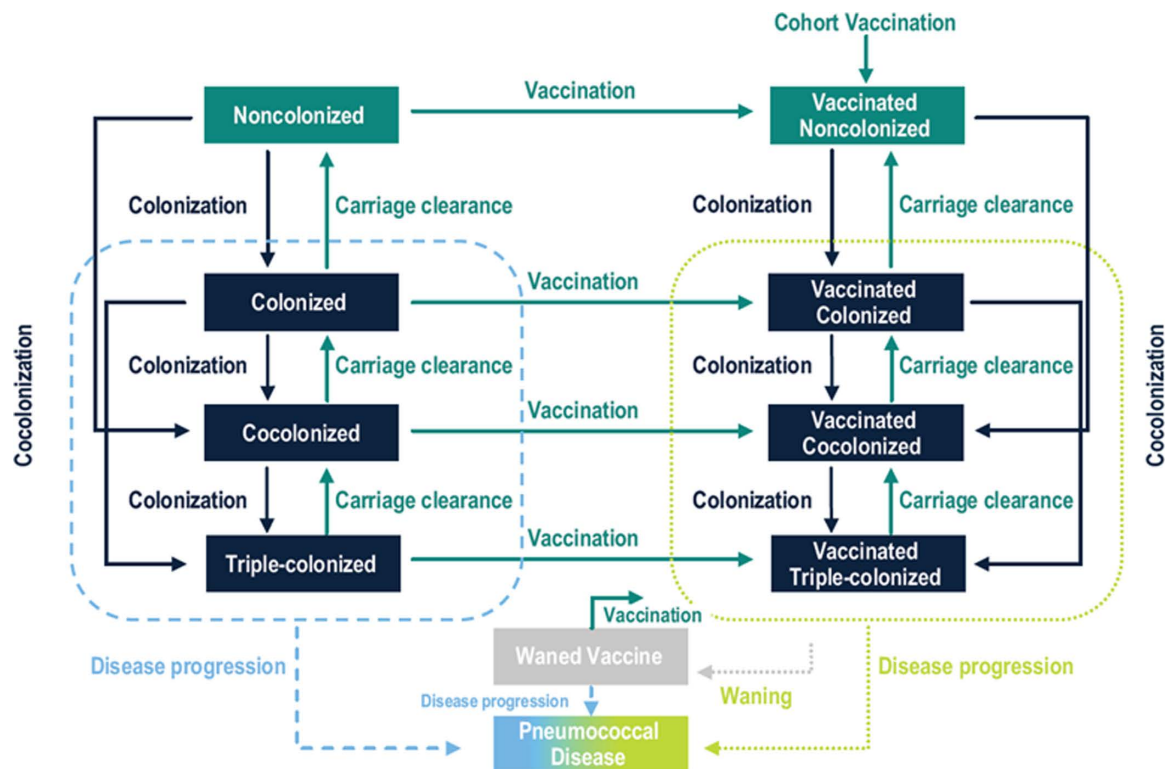 Cohort Vaccination
Noncolonized
Vaccination
Vaccinated
Noncolonized
Colonization
Carriage clearance
Colonization
Carriage clearance
Colonized
Vaccination
Vaccinated
Colonized
Cocolonization
Colonization
Carriage clearance
Colonization
Carriage clearance
Cocolonization
Cocolonized
Vaccination
Vaccinated
Cocolonized
Colonization
Carriage clearance
Colonization
Carriage clearance
Triple-colonized
Vaccination
Vaccinated
Triple-colonized
Vaccination
Disease progression
Waned Vaccine
Waning
Disease progression
Disease progression
Pneumococcal
Disease